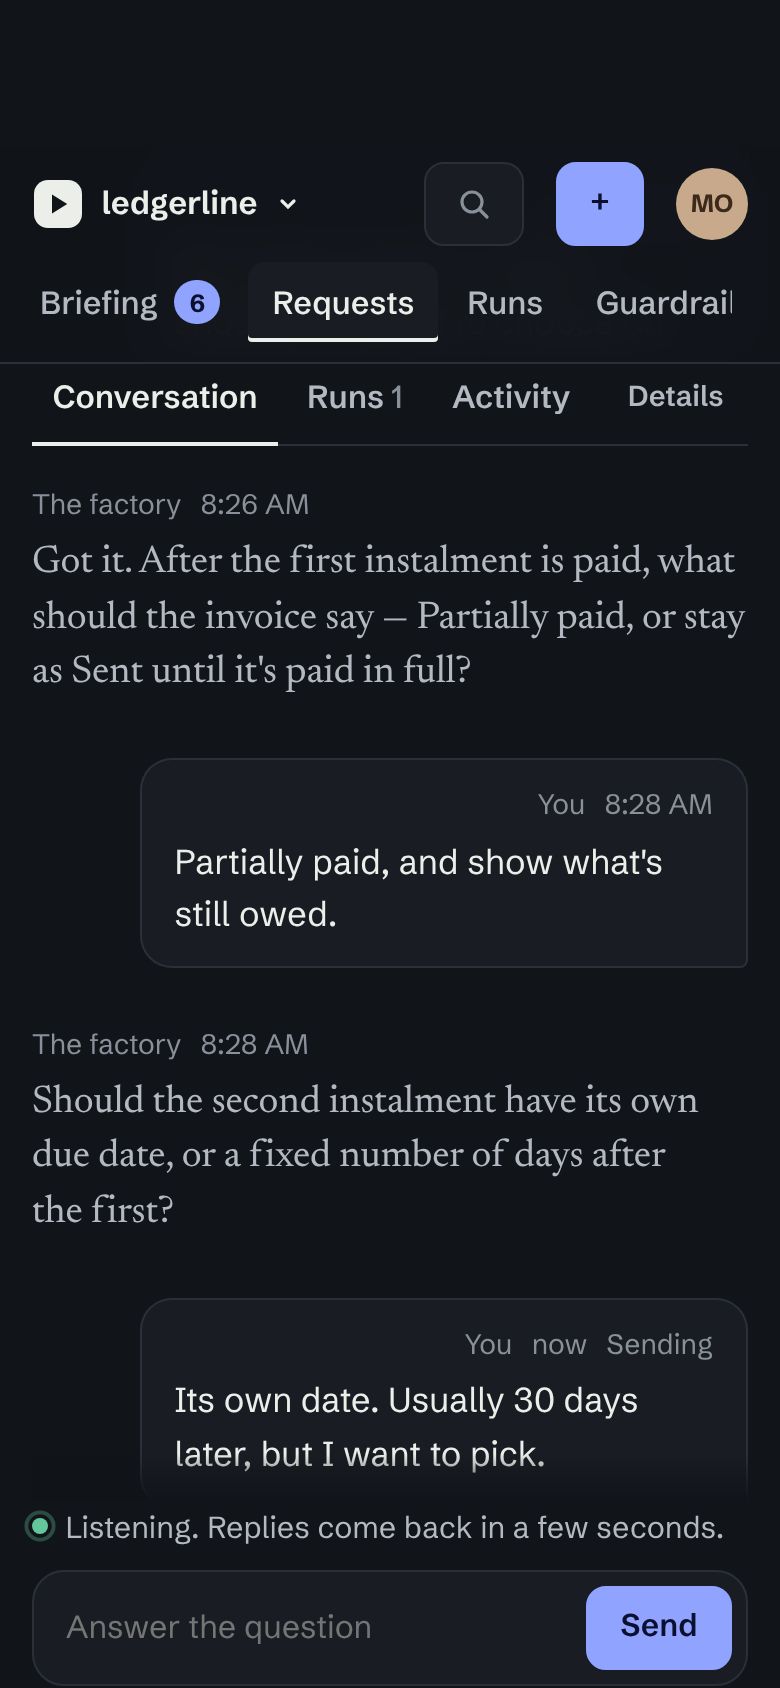 ledgerline
+
MO
Briefing 6
Requests
Runs
Guardrail
Conversation
Runs 1
Activity
Details
The factory 8:26 AM
Got it. After the first instalment is paid, what
should the invoice say – Partially paid, or stay
as Sent until it's paid in full?
You 8:28 AM
Partially paid, and show what's
still owed.
The factory 8:28 AM
Should the second instalment have its own
due date, or a fixed number of days after
the first?
You now Sending
Its own date. Usually 30 days
later, but I want to pick.
Listening. Replies come back in a few seconds.
Answer the question
Send